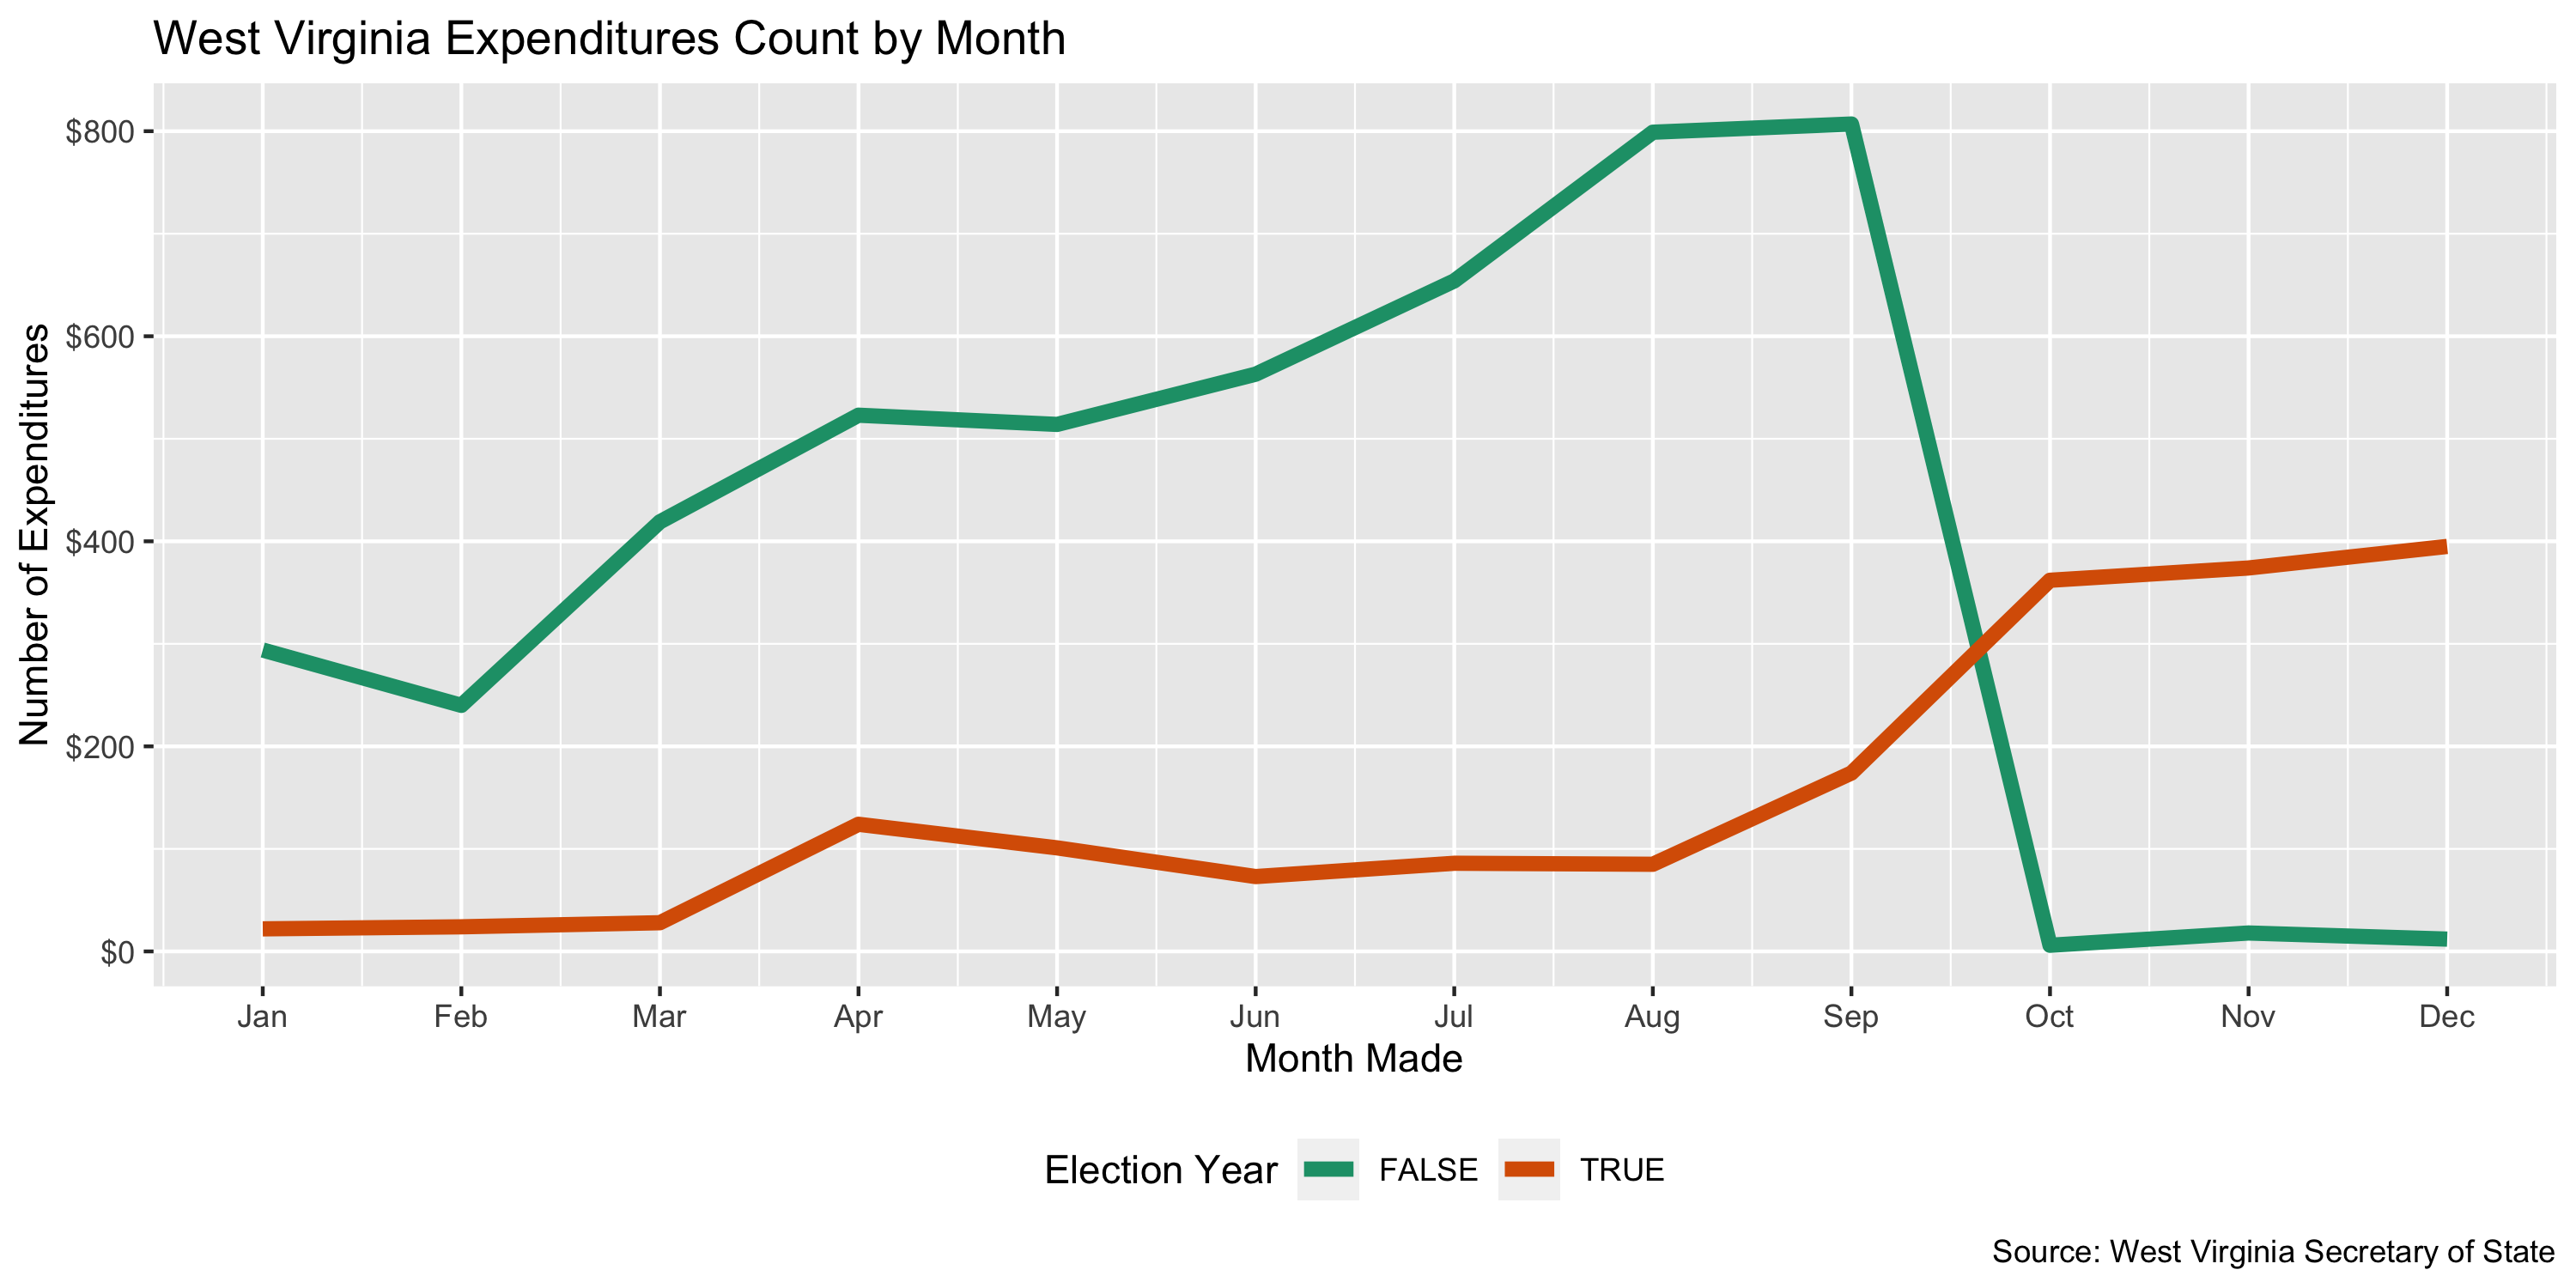 West Virginia Expenditures Count by Month
Number of Expenditures
$800
$600
$400
$200
$0
Jan Feb Mar Apr May Jun Jul Aug Sep Oct Nov Dec
Month Made
Election Year FALSE TRUE
Source: West Virginia Secretary of State